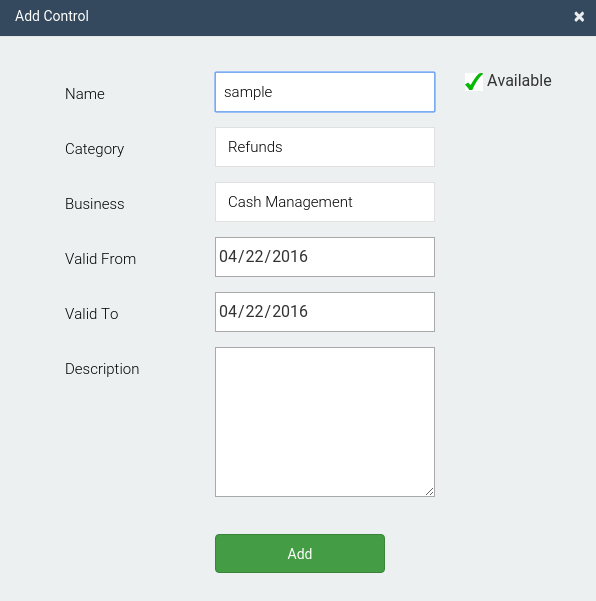 Add Control
Name
sample
Available
Category
Refunds
Business
Cash Management
Valid From
04/22/2016
Valid To
04/22/2016
Description
Add